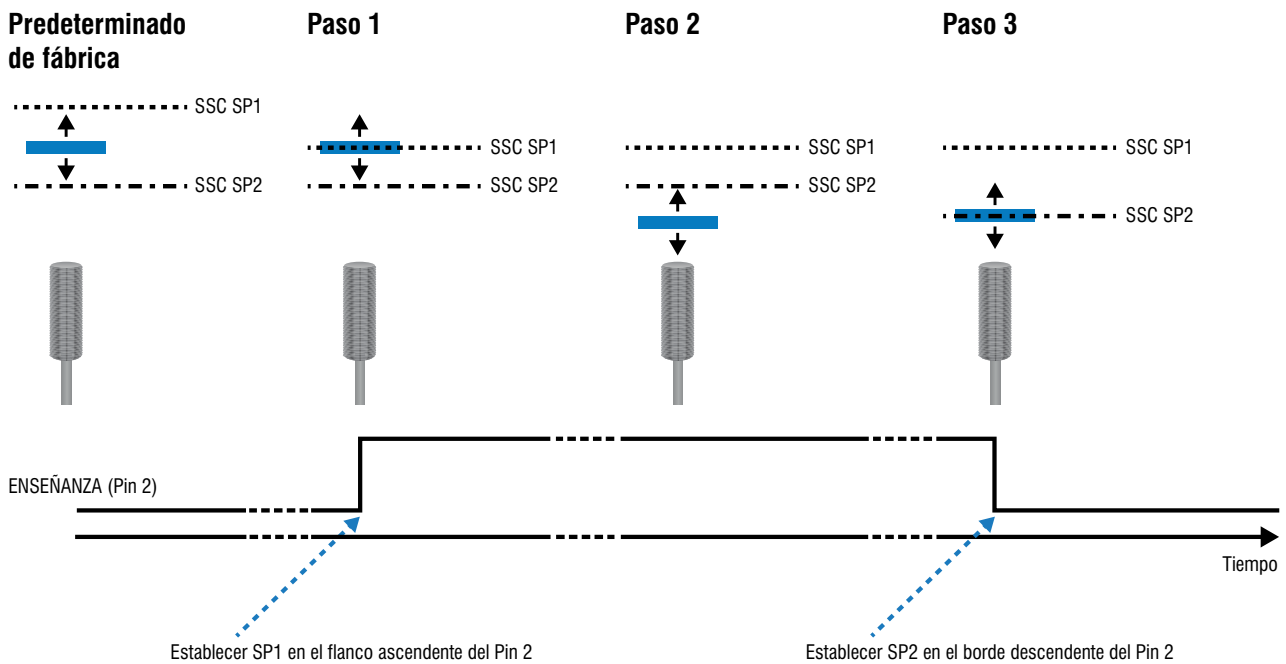 Predeterminado
de fábrica
Paso 1
Paso 2
Paso 3
SSC SP1
SSC SP2
SSC SP1
SSC SP2
SSC SP1
SSC SP2
SSC SP1
SSC SP2
ENSEÑANZA (Pin 2)
Tiempo
Establecer SP1 en el flanco ascendente del Pin 2
Establecer SP2 en el borde descendente del Pin 2